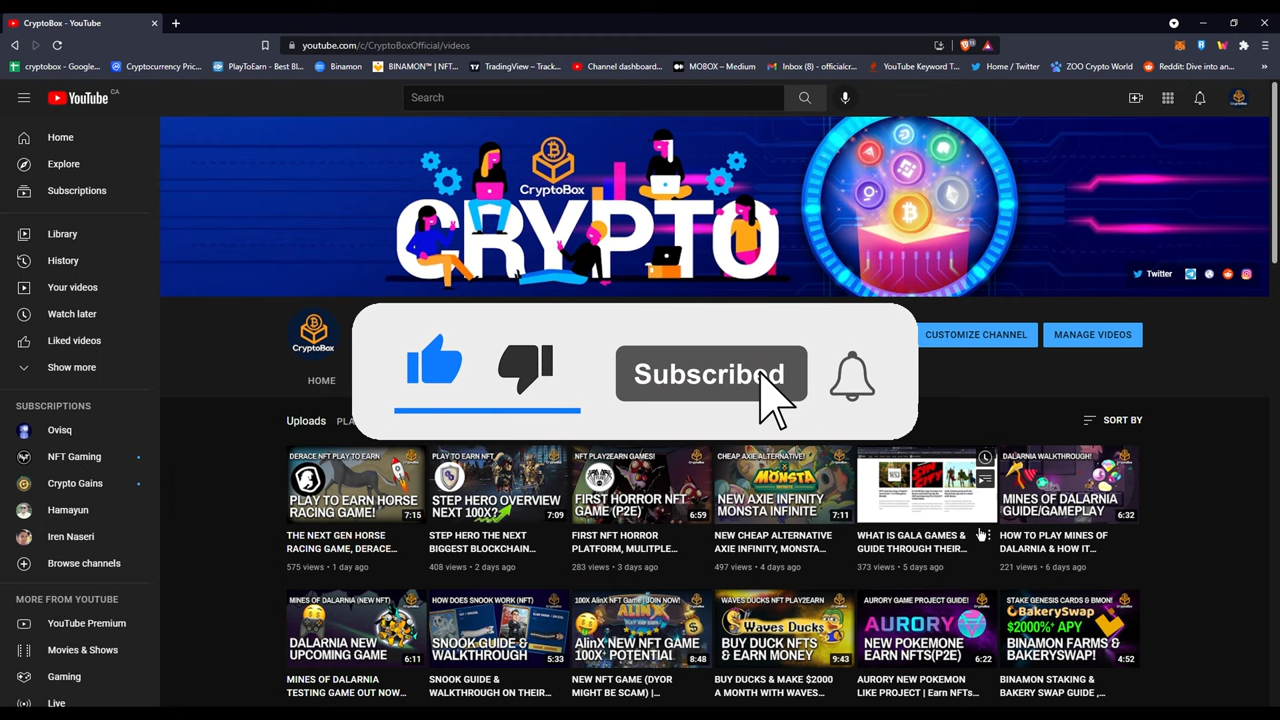 CryptoBox - YouTube
youtube.com/c/CryptoBoxOfficial/videos
cryptobox - Google...
Cryptocurrency Pric...
PlayToEarn - Best Bl...
Binamon
BINAMON™ | NFT...
TradingView – Track...
Channel dashboard...
MOBOX – Medium
Inbox (8) - officialcr...
YouTube Keyword T...
Home / Twitter
ZOO Crypto World
Reddit: Dive into an...
YouTube CA
Search
Home
Explore
Subscriptions
Library
History
Your videos
Watch later
Liked videos
Show more
SUBSCRIPTIONS
Ovisq
NFT Gaming
Crypto Gains
Hamayun
Iren Naseri
Browse channels
MORE FROM YOUTUBE
YouTube Premium
Movies & Shows
Gaming
Live
CryptoBox
CRYPTO
Twitter
CryptoBox
CUSTOMIZE CHANNEL
MANAGE VIDEOS
Subscribed
HOME
Uploads
SORT BY
DERACE NFT PLAY TO EARN
PLAY TO EARN HORSE
RACING GAME!
7:15
THE NEXT GEN HORSE
RACING GAME, DERACE...
575 views • 1 day ago
PLAY TO EARN NFT
STEP HERO OVERVIEW
NEXT 100X?
7:09
STEP HERO THE NEXT
BIGGEST BLOCKCHAIN...
408 views • 2 days ago
NFT PLAY2EARN GAMES!
FIRST HORROR NFT
GAME (P2E)
6:59
FIRST NFT HORROR
PLATFORM, MULITPLE...
283 views • 3 days ago
CHEAP AXIE ALTERNATIVE!
MONSTA
INFINITE
NEW AXIE INFINITY
MONSTA INFINITE
7:11
NEW CHEAP ALTERNATIVE
AXIE INFINITY, MONSTA...
497 views • 4 days ago
WHAT IS GALA GAMES &
GUIDE THROUGH THEIR...
373 views • 5 days ago
DALARNIA WALKTHROUGH!
MINES OF DALARNIA
GUIDE/GAMEPLAY
6:32
HOW TO PLAY MINES OF
DALARNIA & HOW IT...
221 views • 6 days ago
MINES OF DALARNIA (NEW NFT)
DALARNIA NEW
UPCOMING GAME
6:11
MINES OF DALARNIA
TESTING GAME OUT NOW...
HOW DOES SNOOK WORK (NFT)
SNOOK GUIDE &
WALKTHROUGH
5:33
SNOOK GUIDE &
WALKTHROUGH ON THEIR...
100X AlinX NFT Game | JOIN NOW!
ALINX
AlinX NEW NFT GAME
100X+ POTENTIAL
8:48
NEW NFT GAME (DYOR
MIGHT BE SCAM) |...
WAVES DUCKS NFT PLAY2EARN
Waves Ducks
BUY DUCK NFTS
& EARN MONEY
9:43
BUY DUCKS & MAKE $2000
A MONTH WITH WAVES...
AURORY GAME PROJECT GUIDE!
AURORY
NEW POKEMONE
EARN NFTS(P2E)
6:22
AURORY NEW POKEMON
LIKE PROJECT | Earn NFTs...
STAKE GENESIS CARDS & BMON!
BakerySwap
$2000%+ APY
BINAMON FARMS &
BAKERYSWAP!
4:52
BINAMON STAKING &
BAKERY SWAP GUIDE , ...